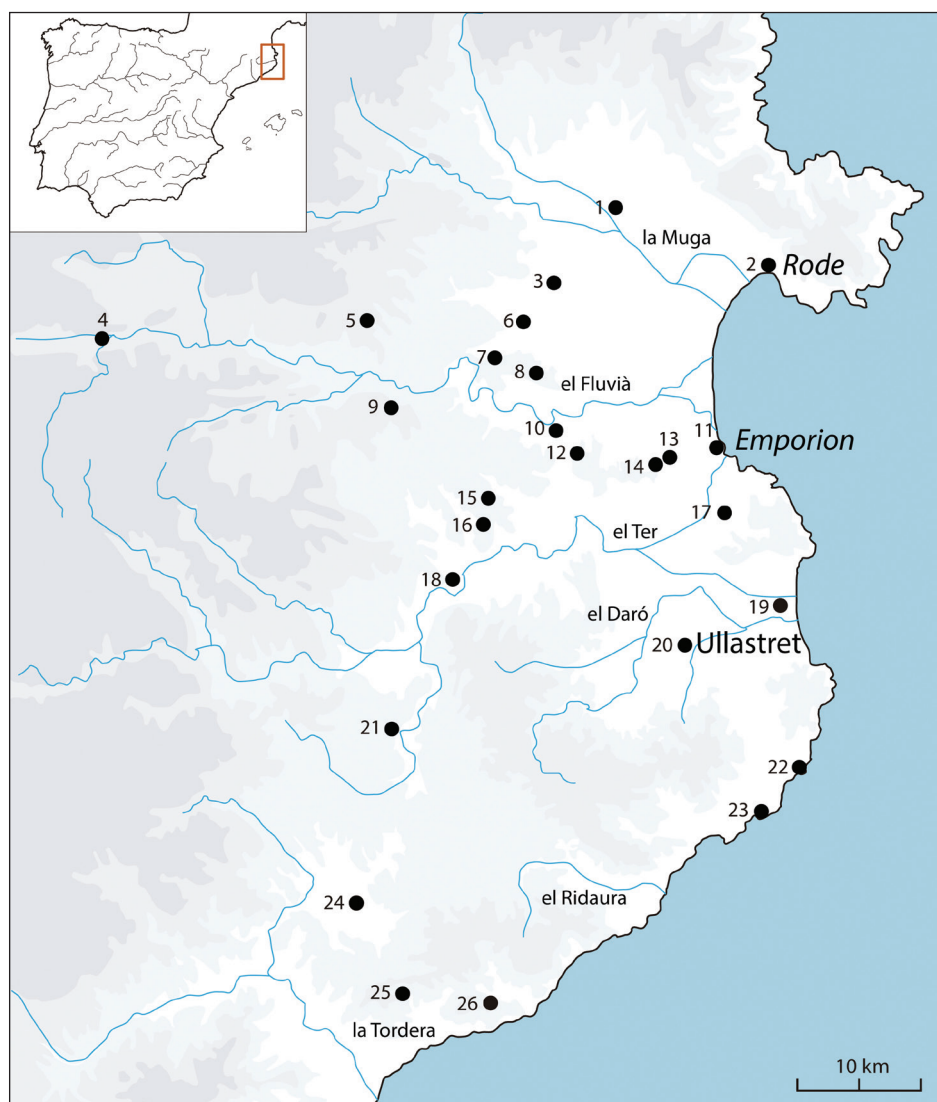 1
la Muga
2
Rode
3
4
5
6
7
8
el Fluvià
9
10
11
Emporion
12
13
14
15
16
17
el Ter
18
19
el Daró
20
Ullastret
21
22
23
24
el Ridaura
25
26
la Tordera
10 km